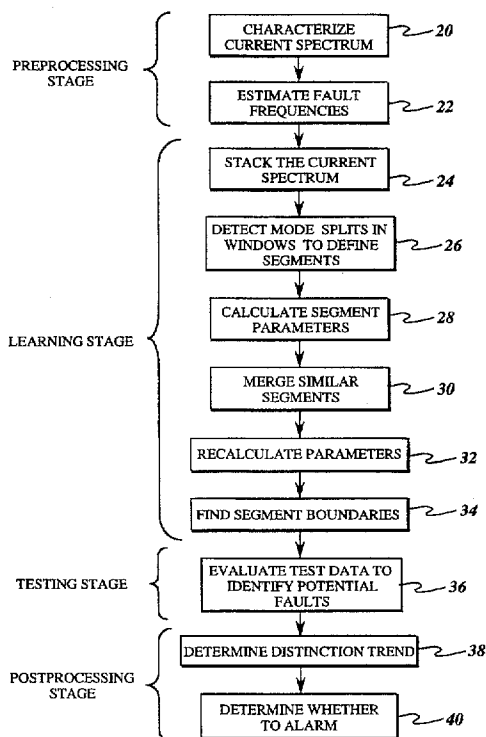 CHARACTERIZE
CURRENT SPECTRUM
20
PREPROCESSING
STAGE
ESTIMATE FAULT
FREQUENCIES
22
STACK THE CURRENT
SPECTRUM
24
DETECT MODE SPLITS IN
WINDOWS TO DEFINE
SEGMENTS
26
CALCULATE SEGMENT
PARAMETERS
28
LEARNING STAGE
MERGE SIMILAR
SEGMENTS
30
RECALCULATE PARAMETERS
32
FIND SEGMENT BOUNDARIES
34
TESTING STAGE
EVALUATE TEST DATA TO
IDENTIFY POTENTIAL
FAULTS
36
DETERMINE DISTINCTION TREND
38
POSTPROCESSING
STAGE
DETERMINE WHETHER
TO ALARM
40